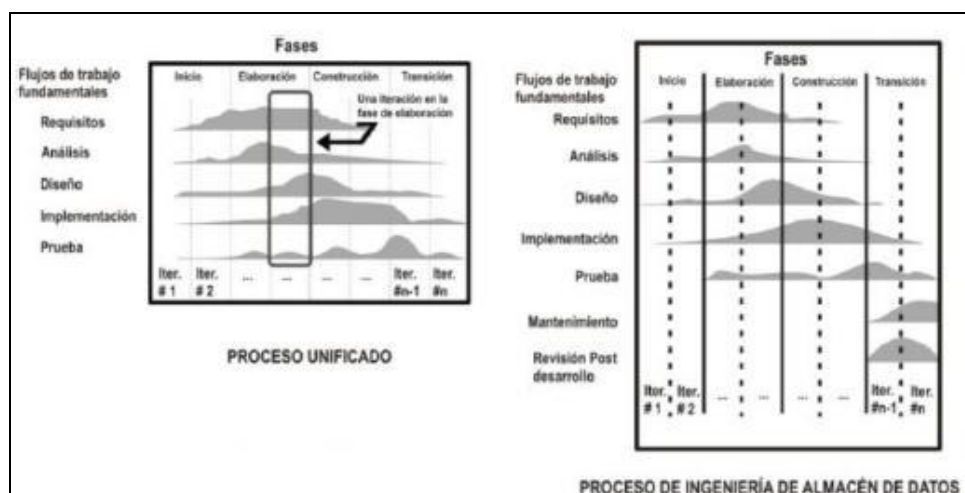 Fases
Flujos de trabajo
fundamentales
Inicio Elaboración Construcción Transición
Una iteración en la
fase de elaboración
Requisitos
Análisis
Diseño
Implementación
Prueba
Iter. Iter. ... ... ... ... Iter. Iter.
# 1 # 2 #n-1 #n
PROCESO UNIFICADO
Fases
Flujos de trabajo
fundamentales
Inicio Elaboración Construcción Transición
Requisitos
Análisis
Diseño
Implementación
Prueba
Mantenimiento
Revisión Post
desarrollo
Iter. Iter. ... ... ... ... Iter. Iter.
# 1 # 2 #n-1 #n
PROCESO DE INGENIERÍA DE ALMACÉN DE DATOS